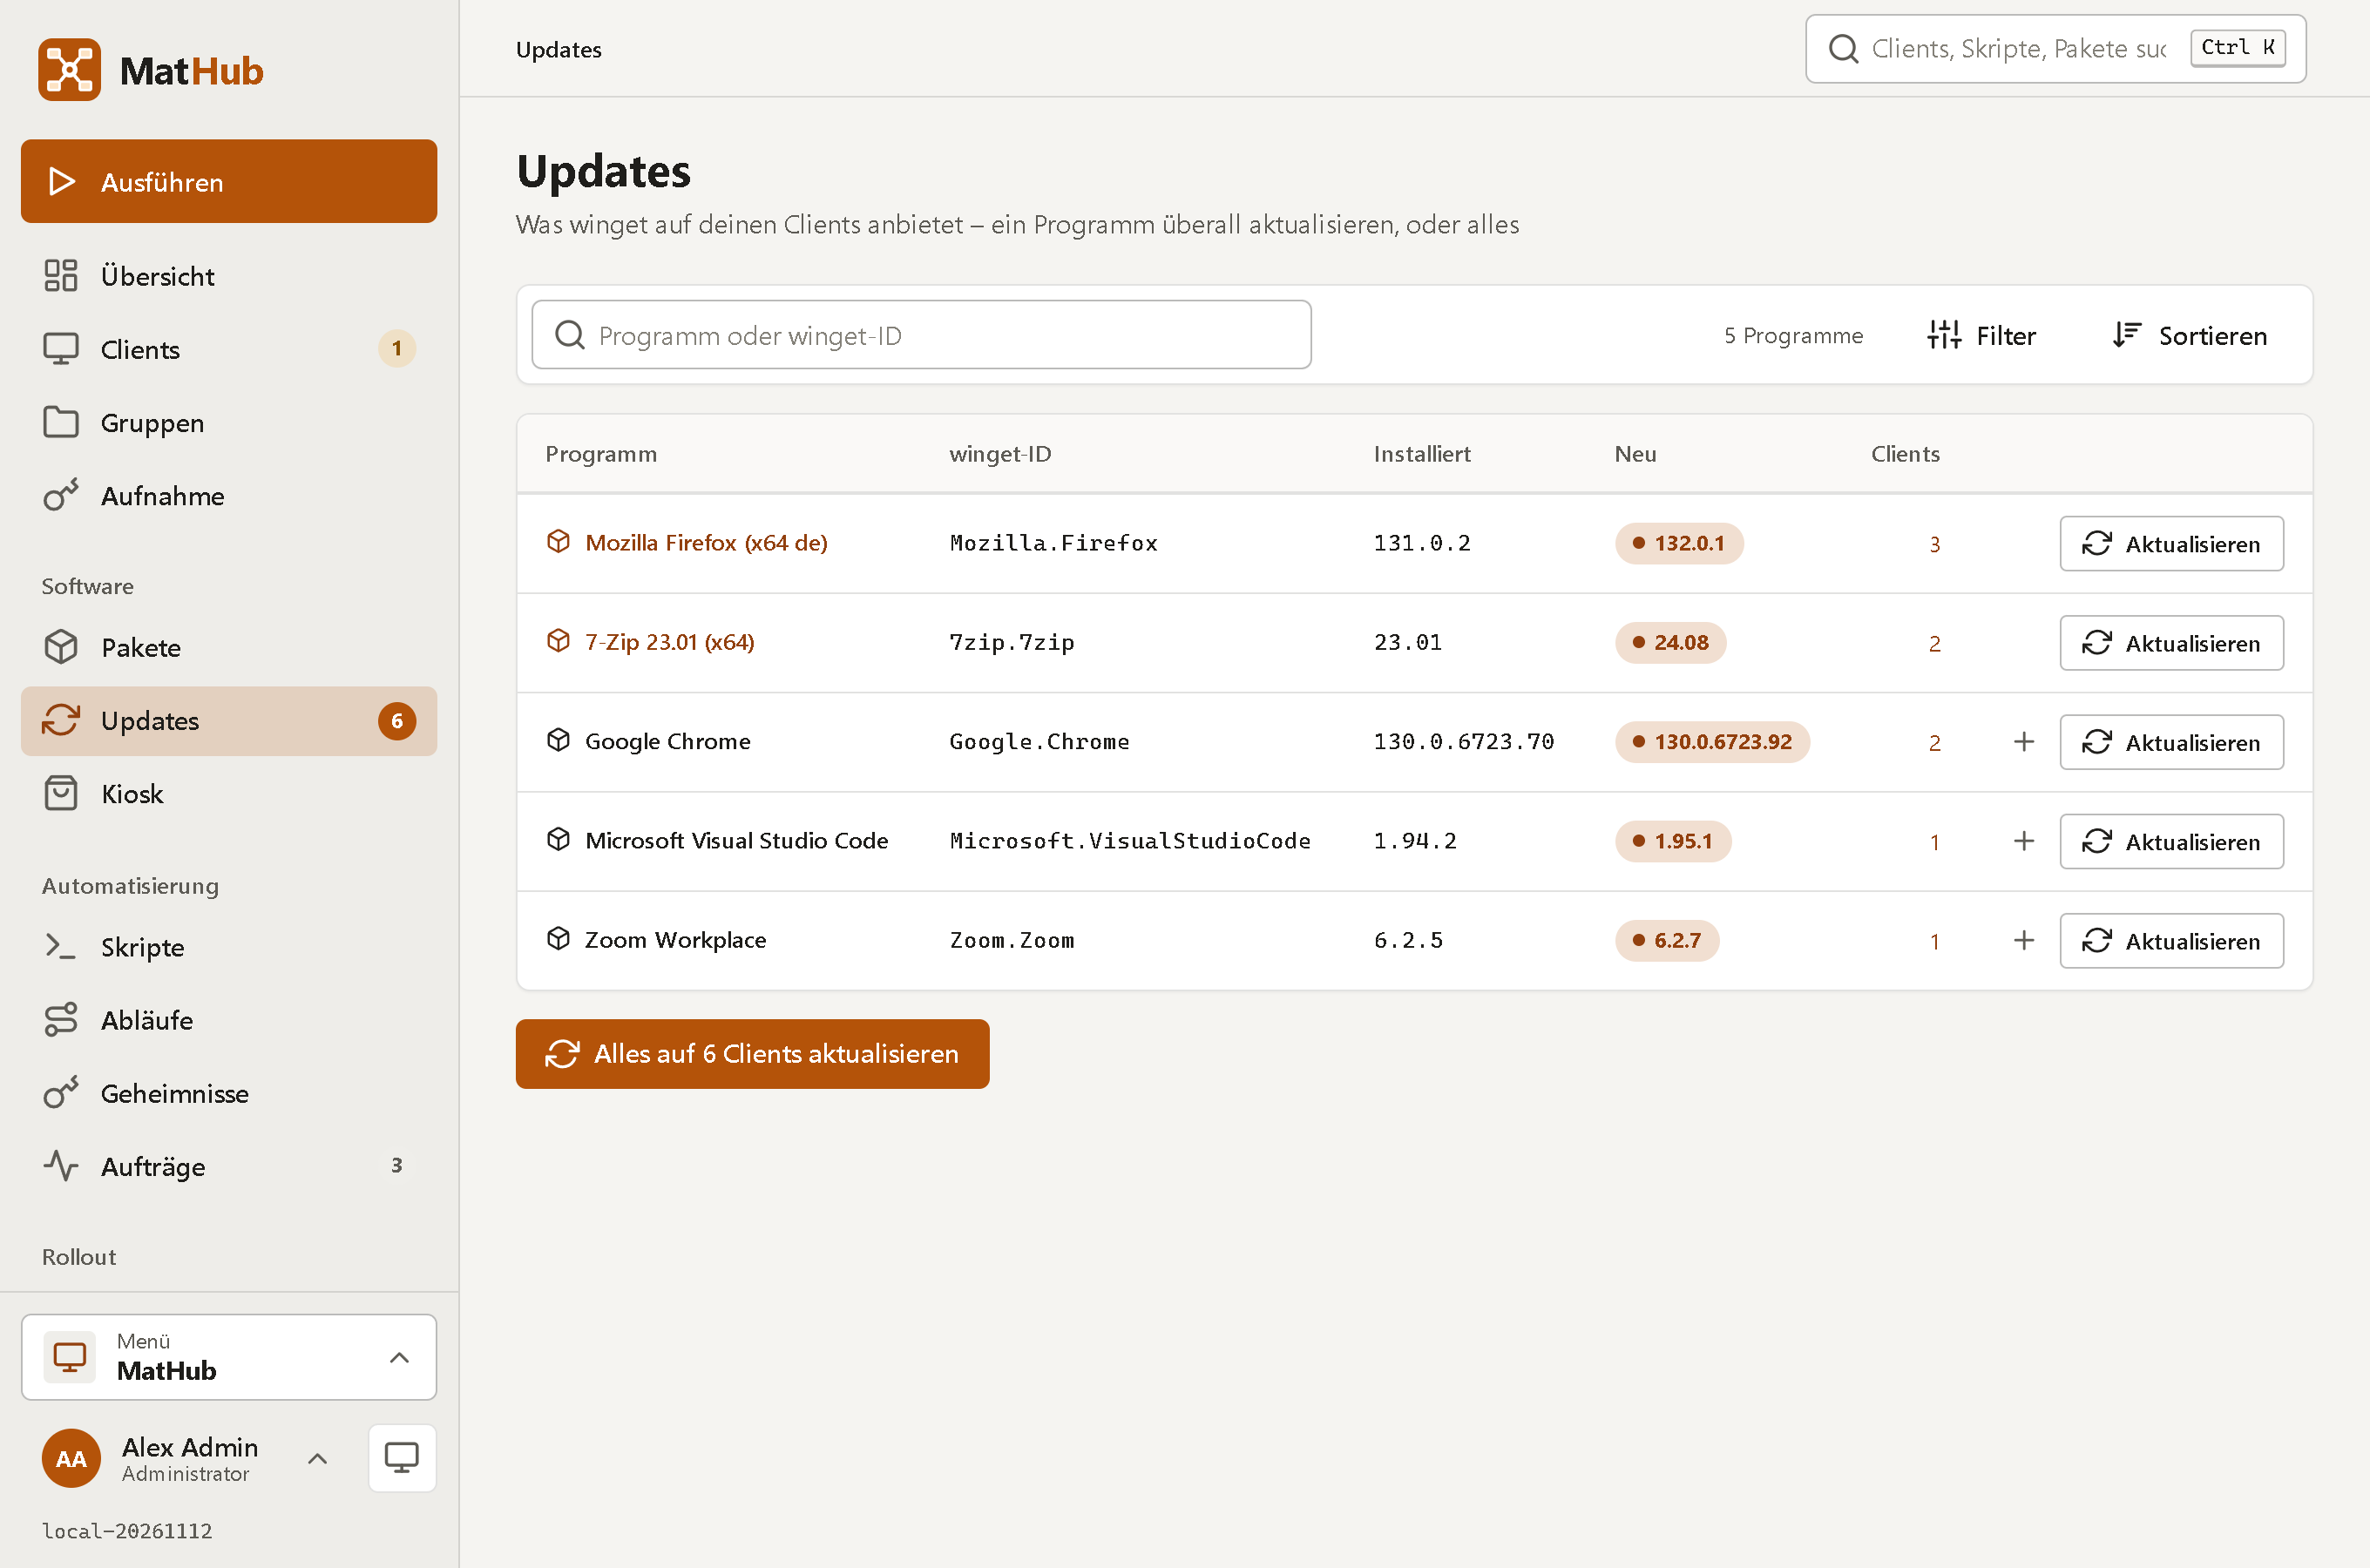 MatHub
Ausführen
Übersicht
Clients 1
Gruppen
Aufnahme
Software
Pakete
Updates 6
Kiosk
Automatisierung
Skripte
Abläufe
Geheimnisse
Aufträge 3
Rollout
Menü
MatHub
AA Alex Admin
Administrator
local-20261112
Updates
Clients, Skripte, Pakete suc Ctrl K
Updates
Was winget auf deinen Clients anbietet – ein Programm überall aktualisieren, oder alles
Programm oder winget-ID 5 Programme Filter Sortieren
Programm winget-ID Installiert Neu Clients
Mozilla Firefox (x64 de) Mozilla.Firefox 131.0.2 132.0.1 3 Aktualisieren
7-Zip 23.01 (x64) 7zip.7zip 23.01 24.08 2 Aktualisieren
Google Chrome Google.Chrome 130.0.6723.70 130.0.6723.92 2 Aktualisieren
Microsoft Visual Studio Code Microsoft.VisualStudioCode 1.94.2 1.95.1 1 Aktualisieren
Zoom Workplace Zoom.Zoom 6.2.5 6.2.7 1 Aktualisieren
Alles auf 6 Clients aktualisieren